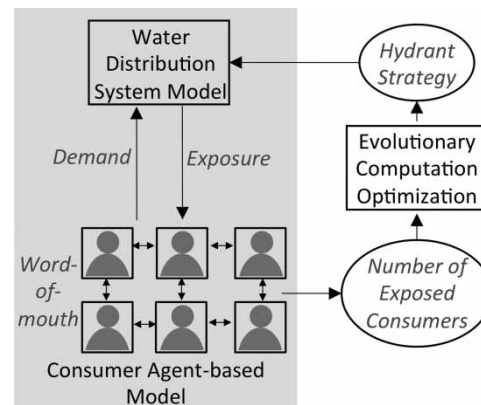 Water
Distribution
System Model
Hydrant
Strategy
Demand
Exposure
Evolutionary
Computation
Optimization
Word-
of-
mouth
Number of
Exposed
Consumers
Consumer Agent-based
Model